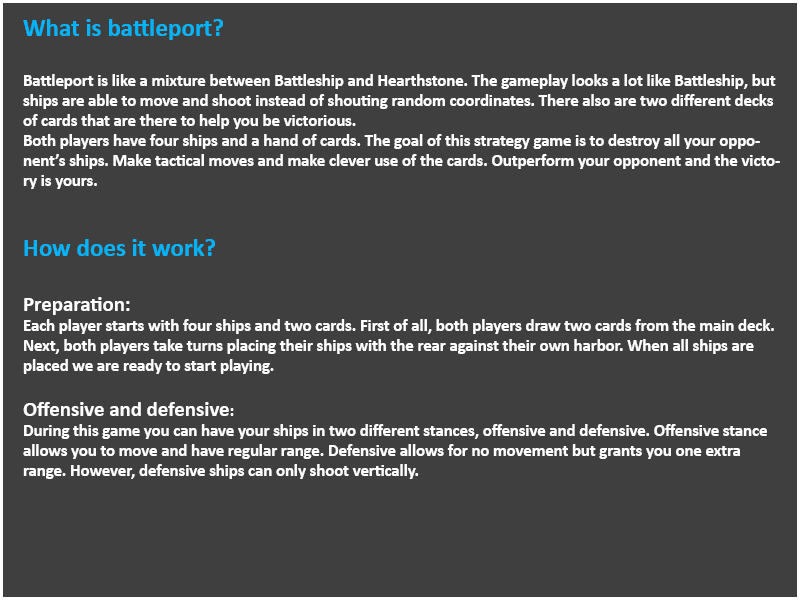 What is battleport?
Battleport is like a mixture between Battleship and Hearthstone. The gameplay looks a lot like Battleship, but
ships are able to move and shoot instead of shouting random coordinates. There also are two different decks
of cards that are there to help you be victorious.
Both players have four ships and a hand of cards. The goal of this strategy game is to destroy all your oppo-
nent’s ships. Make tactical moves and make clever use of the cards. Outperform your opponent and the victo-
ry is yours.
How does it work?
Preparation:
Each player starts with four ships and two cards. First of all, both players draw two cards from the main deck.
Next, both players take turns placing their ships with the rear against their own harbor. When all ships are
placed we are ready to start playing.
Offensive and defensive:
During this game you can have your ships in two different stances, offensive and defensive. Offensive stance
allows you to move and have regular range. Defensive allows for no movement but grants you one extra
range. However, defensive ships can only shoot vertically.